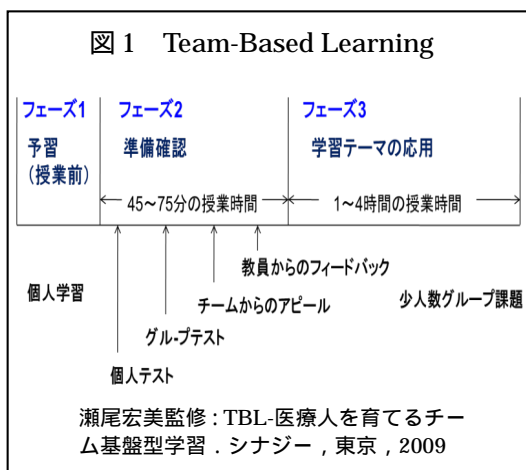 図1 Team-Based Learning
フェーズ1 フェーズ2 フェーズ3
予習 準備確認 学習テーマの応用
(授業前)
45~75分の授業時間 1~4時間の授業時間
教員からのフィードバック
個人学習 チームからのアピール 少人数グループ課題
グル-プテスト
個人テスト
瀬尾宏美監修:TBL-医療人を育てるチー
ム基盤型学習.シナジー,東京,2009